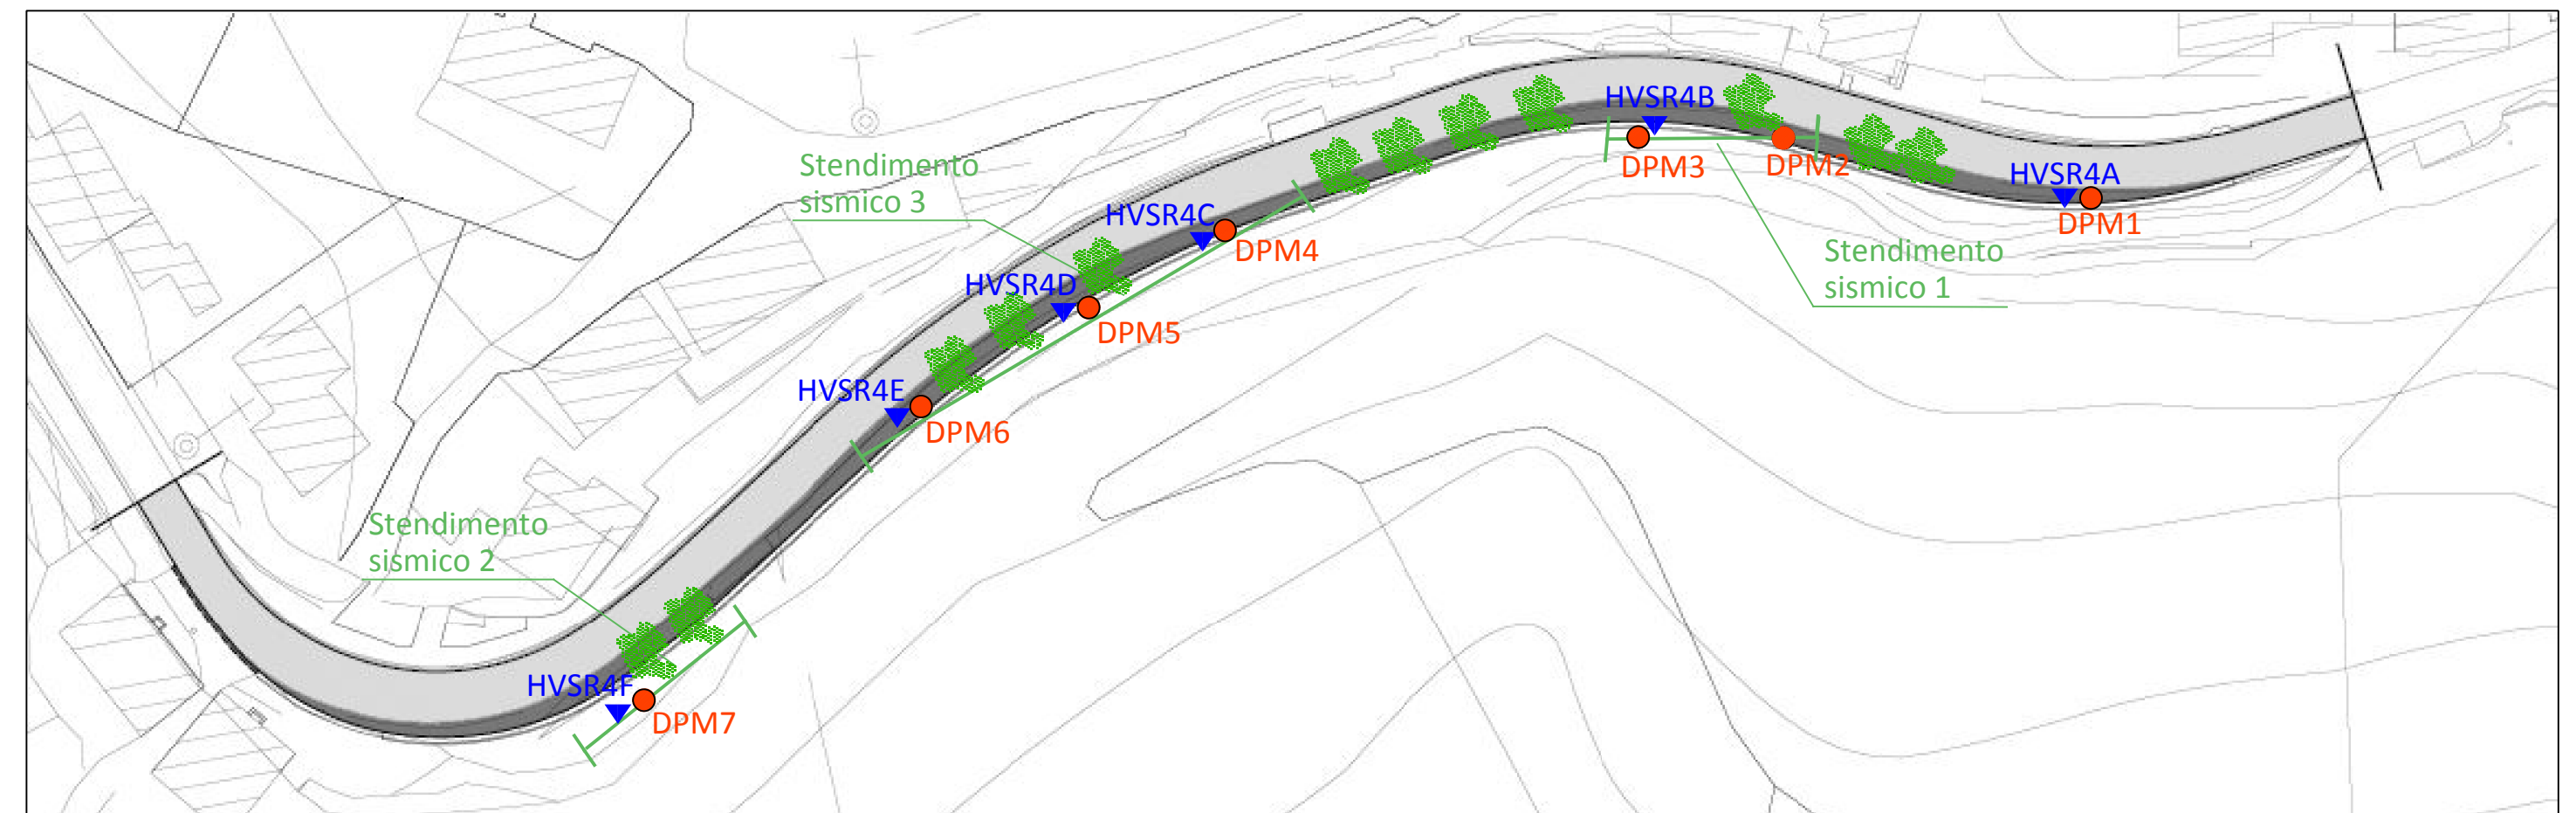 HVSR4B
DPM3
DPM2
HVSR4A
DPM1
Stendimento
sismico 1
Stendimento
sismico 3
HVSR4C
DPM4
HVSR4D
DPM5
HVSR4E
DPM6
Stendimento
sismico 2
HVSR4F
DPM7